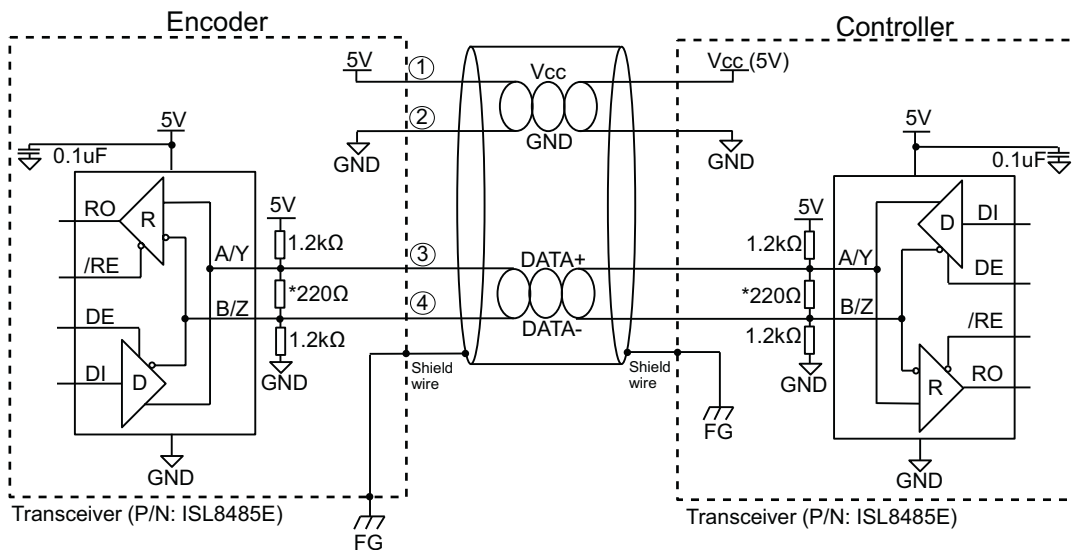 Encoder
5V
①
②
GND
5V
0.1uF
RO
R
/RE
DE
DI
D
A/Y
B/Z
5V
1.2kΩ
*220Ω
1.2kΩ
GND
③
④
GND
Shield
wire
FG
Transceiver (P/N: ISL8485E)
Vcc
GND
DATA+
DATA-
Controller
Vcc (5V)
GND
5V
0.1uF
5V
1.2kΩ
*220Ω
1.2kΩ
GND
A/Y
B/Z
D
DI
DE
/RE
R
RO
GND
Shield
wire
FG
Transceiver (P/N: ISL8485E)